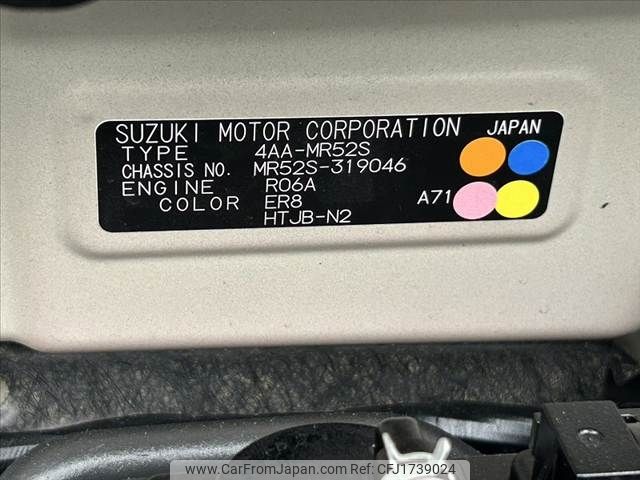 SUZUKI MOTOR CORPORATION JAPAN
TYPE 4AA-MR52S
CHASSIS NO. MR52S-319046
ENGINE R06A
COLOR ER8 A71
HTJB-N2
www.CarFromJapan.com Ref:CFJ1739024